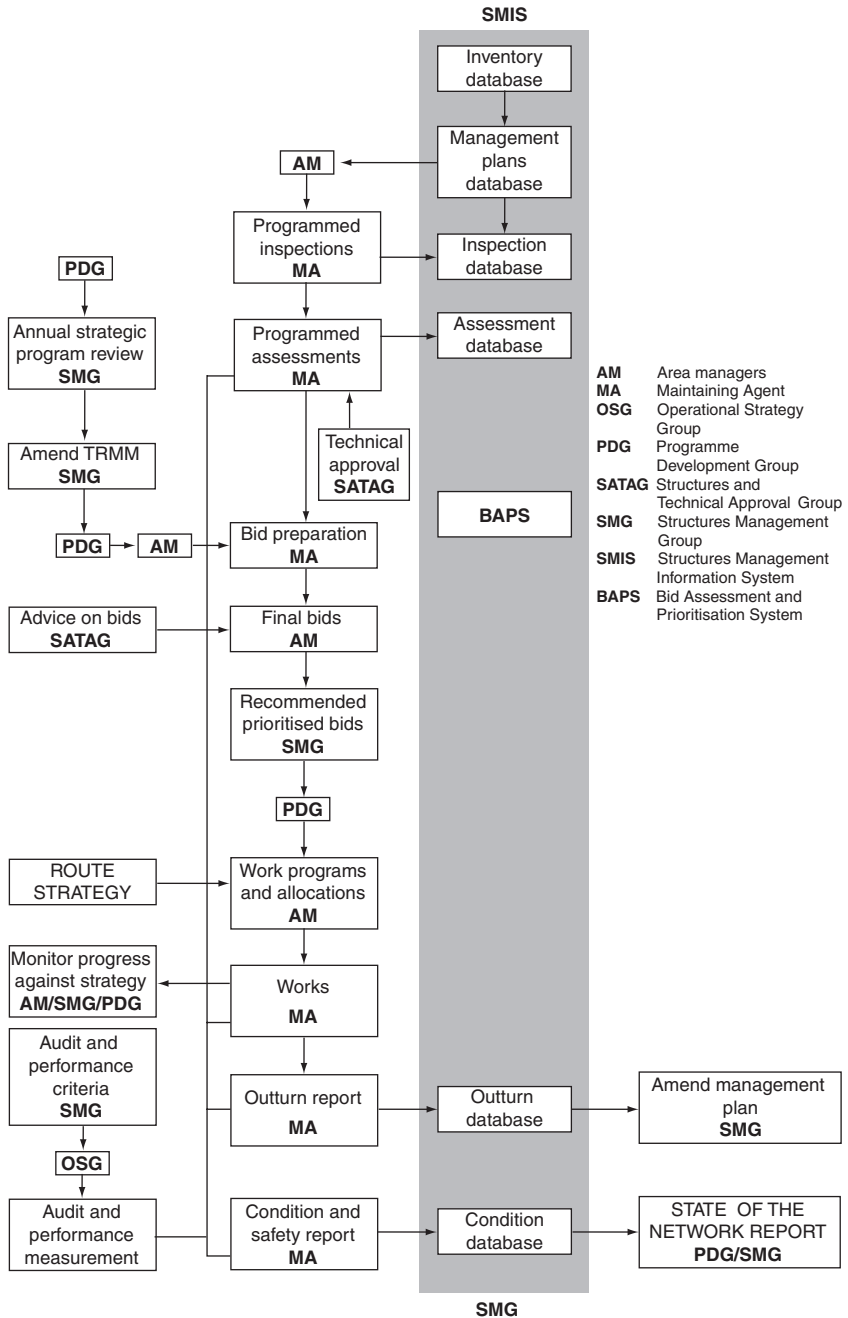 SMIS
Inventory
database
Management
plans
database
AM
Programmed
inspections
MA
Inspection
database
PDG
Annual strategic
program review
SMG
Programmed
assessments
MA
Assessment
database
Technical
approval
SATAG
Amend TRMM
SMG
PDG
AM
Bid preparation
MA
BAPS
AM Area managers
MA Maintaining Agent
OSG Operational Strategy
Group
PDG Programme
Development Group
SATAG Structures and
Technical Approval Group
SMG Structures Management
Group
SMIS Structures Management
Information System
BAPS Bid Assessment and
Prioritisation System
Advice on bids
SATAG
Final bids
AM
Recommended
prioritised bids
SMG
PDG
ROUTE
STRATEGY
Work programs
and allocations
AM
Monitor progress
against strategy
AM/SMG/PDG
Works
MA
Audit and
performance
criteria
SMG
OSG
Audit and
performance
measurement
Outturn report
MA
Outturn
database
Amend management
plan
SMG
Condition and
safety report
MA
Condition
database
STATE OF THE
NETWORK REPORT
PDG/SMG
SMG